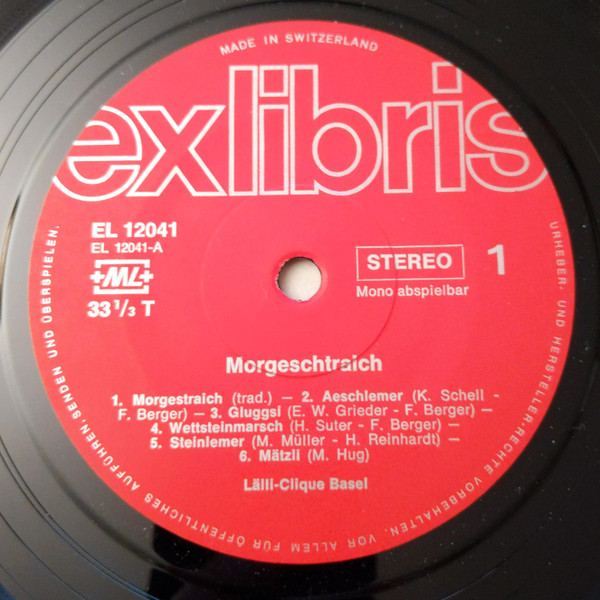 MADE IN SWITZERLAND
exlibris
EL 12041
EL 12041-A
+ML+
33 1/3 T
STEREO 1
Mono abspielbar
Morgeschtraich
1. Morgestraich (trad.) – 2. Aeschlemer (K. Schell -
F. Berger) – 3. Gluggsi (E. W. Grieder - F. Berger) –
4. Wettsteinmarsch (H. Suter - F. Berger) –
5. Steinlemer (M. Müller - H. Reinhardt) –
6. Mätzli (M. Hug)
Lälli-Clique Basel
URHEBER- UND HERSTELLER-RECHTE VORBEHALTEN. VOR ALLEM FÜR ÖFFENTLICHES AUFFÜHREN, SENDEN UND ÜBERSPIELEN.